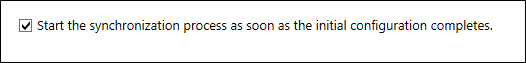 Start the synchronization process as soon as the initial configuration completes.